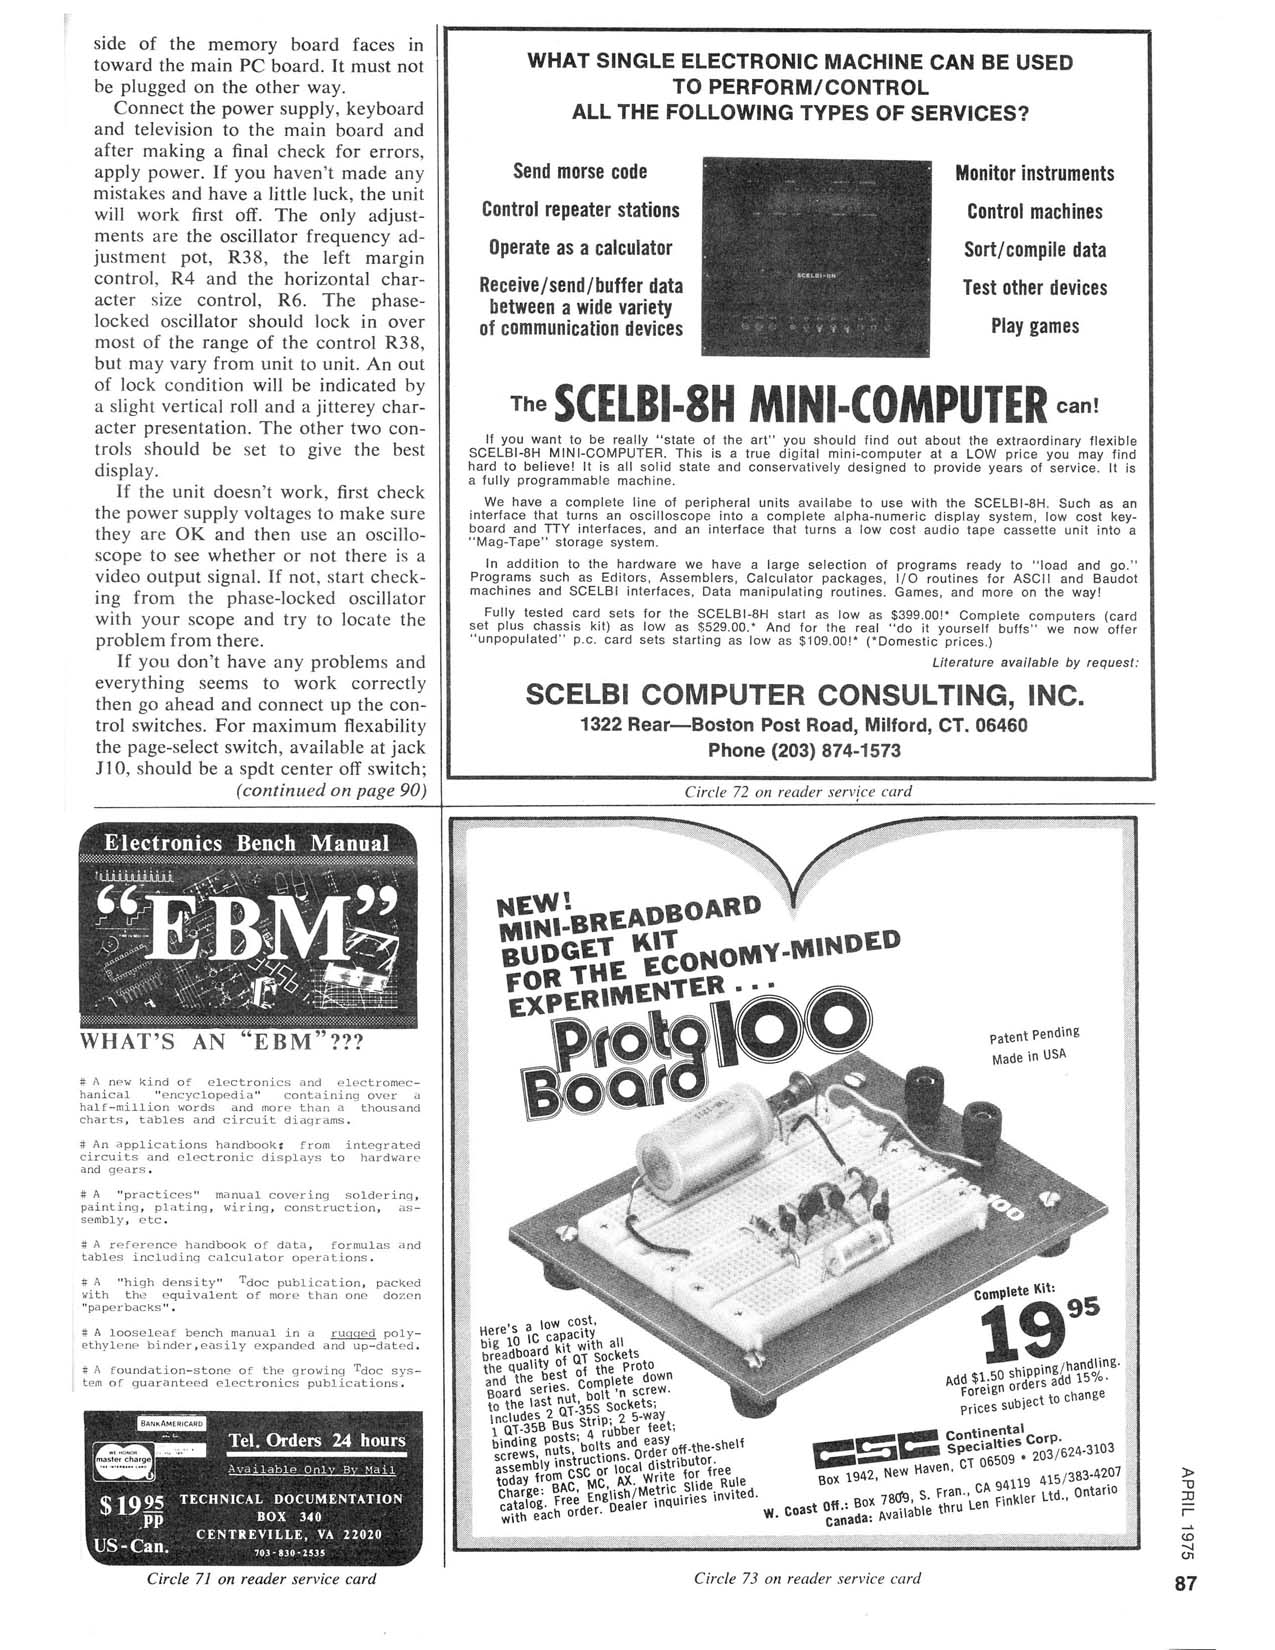 side of the memory board faces in
toward the main PC board. It must not
be plugged on the other way.
Connect the power supply, keyboard
and television to the main board and
after making a final check for errors,
apply power. If you haven't made any
mistakes and have a little luck, the unit
will work first off. The only adjust-
ments are the oscillator frequency ad-
justment pot, R38, the left margin
control, R4 and the horizontal char-
acter size control, R6. The phase-
locked oscillator should lock in over
most of the range of the control R38,
but may vary from unit to unit. An out
of lock condition will be indicated by
a slight vertical roll and a jitterey char-
acter presentation. The other two con-
trols should be set to give the best
display.
If the unit doesn't work, first check
the power supply voltages to make sure
they are OK and then use an oscillo-
scope to see whether or not there is a
video output signal. If not, start check-
ing from the phase-locked oscillator
with your scope and try to locate the
problem from there.
If you don't have any problems and
everything seems to work correctly
then go ahead and connect up the con-
trol switches. For maximum flexability
the page-select switch, available at jack
J10, should be a spdt center off switch;
(continued on page 90)
WHAT SINGLE ELECTRONIC MACHINE CAN BE USED
TO PERFORM/CONTROL
ALL THE FOLLOWING TYPES OF SERVICES?
Send morse code
Control repeater stations
Operate as a calculator
Receive/send/buffer data
between a wide variety
of communication devices
SCELBI-8H
Monitor instruments
Control machines
Sort/compile data
Test other devices
Play games
The SCELBI-8H MINI-COMPUTER can!
If you want to be really "state of the art" you should find out about the extraordinary flexible
SCELBI-8H MINI-COMPUTER. This is a true digital mini-computer at a LOW price you may find
hard to believe! It is all solid state and conservatively designed to provide years of service. It is
a fully programmable machine.
We have a complete line of peripheral units availabe to use with the SCELBI-8H. Such as an
interface that turns an oscilloscope into a complete alpha-numeric display system, low cost key-
board and TTY interfaces, and an interface that turns a low cost audio tape cassette unit into a
"Mag-Tape" storage system.
In addition to the hardware we have a large selection of programs ready to "load and go."
Programs such as Editors, Assemblers, Calculator packages, I/O routines for ASCII and Baudot
machines and SCELBI interfaces, Data manipulating routines. Games, and more on the way!
Fully tested card sets for the SCELBI-8H start as low as $399.00!* Complete computers (card
set plus chassis kit) as low as $529.00.* And for the real "do it yourself buffs" we now offer
"unpopulated" p.c. card sets starting as low as $109.00!* (*Domestic prices.)
Literature available by request:
SCELBI COMPUTER CONSULTING, INC.
1322 Rear—Boston Post Road, Milford, CT. 06460
Phone (203) 874-1573
Circle 72 on reader service card
Electronics Bench Manual
"EBM"
WHAT'S AN "EBM"???
# A new kind of electronics and electromec-
hanical "encyclopedia" containing over a
half-million words and more than a thousand
charts, tables and circuit diagrams.
# An applications handbook: from integrated
circuits and electronic displays to hardware
and gears.
# A "practices" manual covering soldering,
painting, plating, wiring, construction, as-
sembly, etc.
# A reference handbook of data, formulas and
tables including calculator operations.
# A "high density" Tdoc publication, packed
with the equivalent of more than one dozen
"paperbacks".
# A looseleaf bench manual in a rugged poly-
ethylene binder,easily expanded and up-dated.
# A foundation-stone of the growing Tdoc sys-
tem of guaranteed electronics publications.
BANKAMERICARD
WE HONOR
master charge
THE INTERBANK CARD
Tel. Orders 24 hours
Available Only By Mail
$19 95 pp
US-Can.
TECHNICAL DOCUMENTATION
BOX 340
CENTREVILLE, VA 22020
703-830-2535
Circle 71 on reader service card
NEW!
MINI-BREADBOARD
BUDGET KIT
FOR THE ECONOMY-MINDED
EXPERIMENTER . . .
Proto Board 100
Patent Pending
Made in USA
Here's a low cost,
big 10 IC capacity
breadboard kit with all
the quality of QT Sockets
and the best of the Proto
Board series. Complete down
to the last nut, bolt 'n screw.
Includes 2 QT-35S Sockets;
1 QT-35B Bus Strip; 2 5-way
binding posts; 4 rubber feet;
screws, nuts, bolts and easy
assembly instructions. Order off-the-shelf
today from CSC or local distributor.
Charge: BAC, MC, AX. Write for free
catalog. Free English/Metric Slide Rule
with each order. Dealer inquiries invited.
Complete Kit:
19 95
Add $1.50 shipping/handling.
Foreign orders add 15%.
Prices subject to change
CSC Continental
Specialties Corp.
Box 1942, New Haven, CT 06509 • 203/624-3103
W. Coast Off.: Box 7809, S. Fran., CA 94119 415/383-4207
Canada: Available thru Len Finkler Ltd., Ontario
Circle 73 on reader service card
APRIL 1975
87